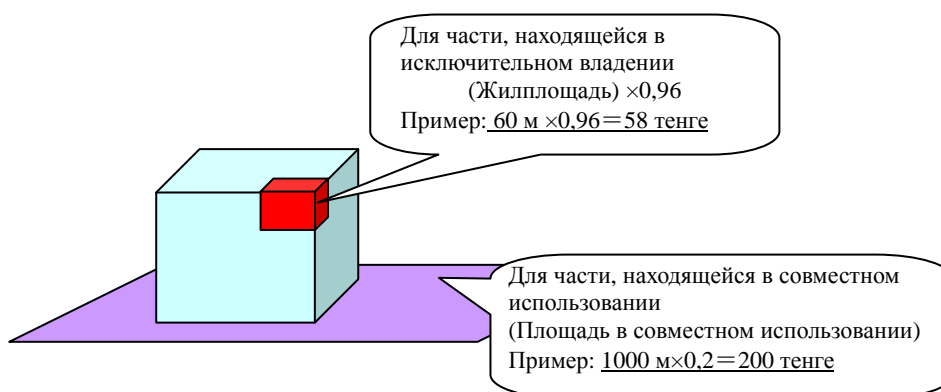 Для части, находящейся в
исключительном владении
(Жилплощадь) ×0,96
Пример: 60 м ×0,96＝58 тенге
Для части, находящейся в совместном
использовании
(Площадь в совместном использовании)
Пример: 1000 м×0,2＝200 тенге